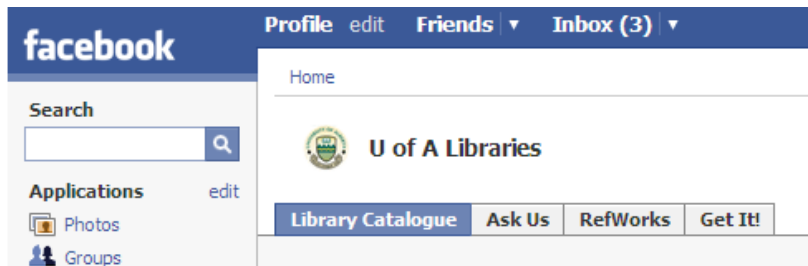 facebook
Profile edit Friends Inbox (3)
Home
Search
U of A Libraries
Applications edit
Library Catalogue Ask Us RefWorks Get It!
Photos
Groups